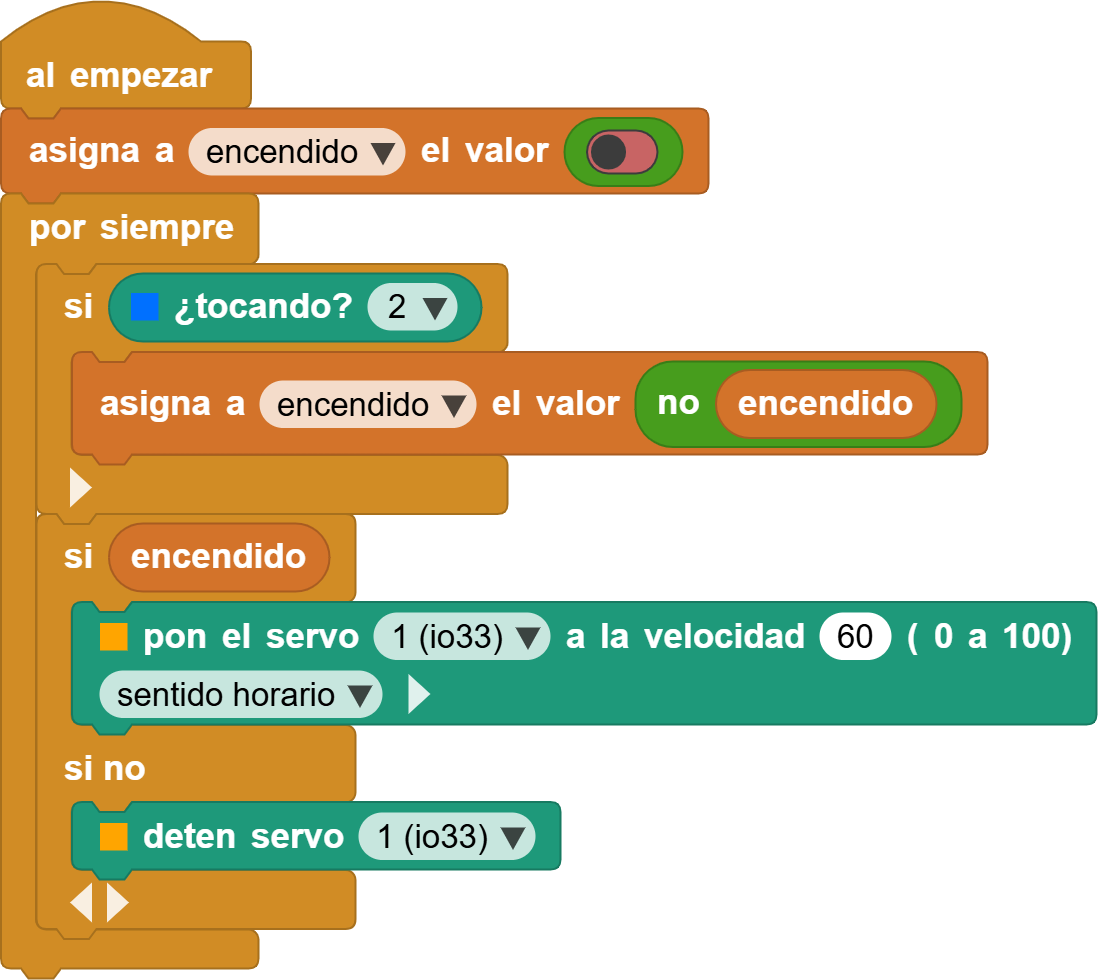 al empezar
asigna a encendido el valor
por siempre
si ¿tocando? 2
asigna a encendido el valor no encendido
si encendido
pon el servo 1 (io33) a la velocidad 60 ( 0 a 100)
sentido horario
si no
deten servo 1 (io33)